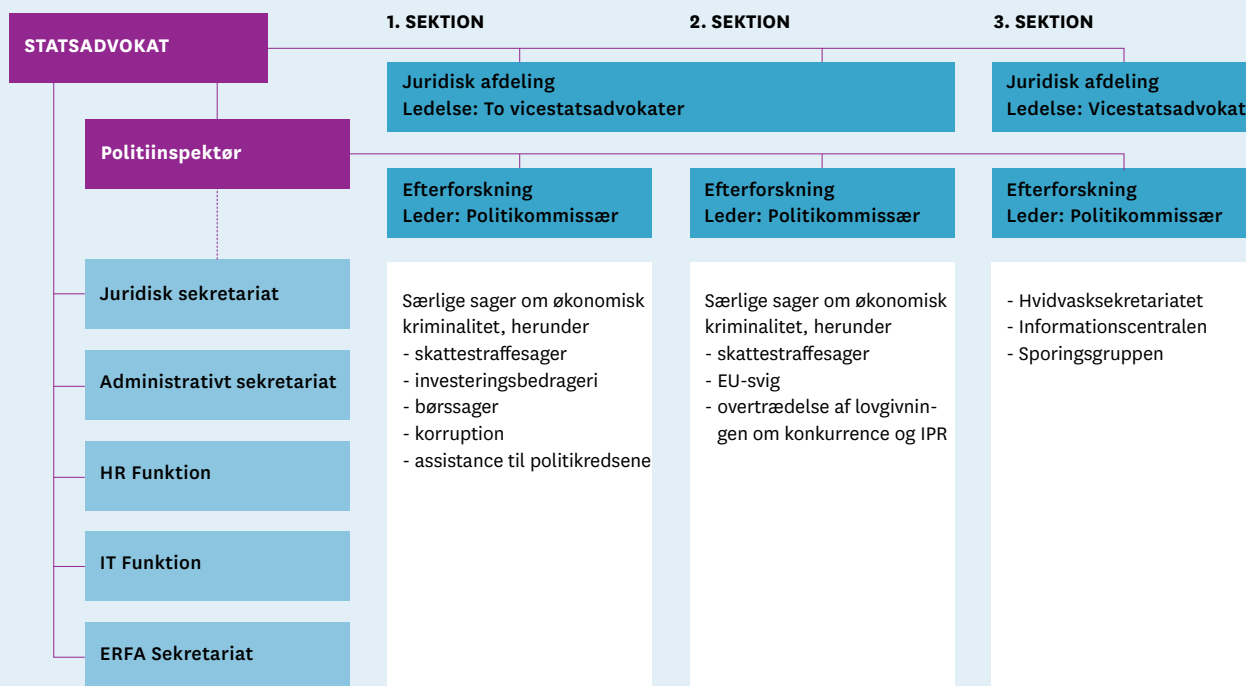 STATSADVOKAT
1. SEKTION
2. SEKTION
3. SEKTION
Juridisk afdeling
Ledelse: To vicestatsadvokater
Juridisk afdeling
Ledelse: Vicestatsadvokat
Politiinspektør
Efterforskning
Leder: Politikommissær
Efterforskning
Leder: Politikommissær
Efterforskning
Leder: Politikommissær
Juridisk sekretariat
Administrativt sekretariat
HR Funktion
IT Funktion
ERFA Sekretariat
Særlige sager om økonomisk
kriminalitet, herunder
- skattestraffesager
- investeringsbedrageri
- børssager
- korruption
- assistance til politikredsene
Særlige sager om økonomisk
kriminalitet, herunder
- skattestraffesager
- EU-svig
- overtrædelse af lovgivnin-
gen om konkurrence og IPR
- Hvidvasksekretariatet
- Informationscentralen
- Sporingsgruppen